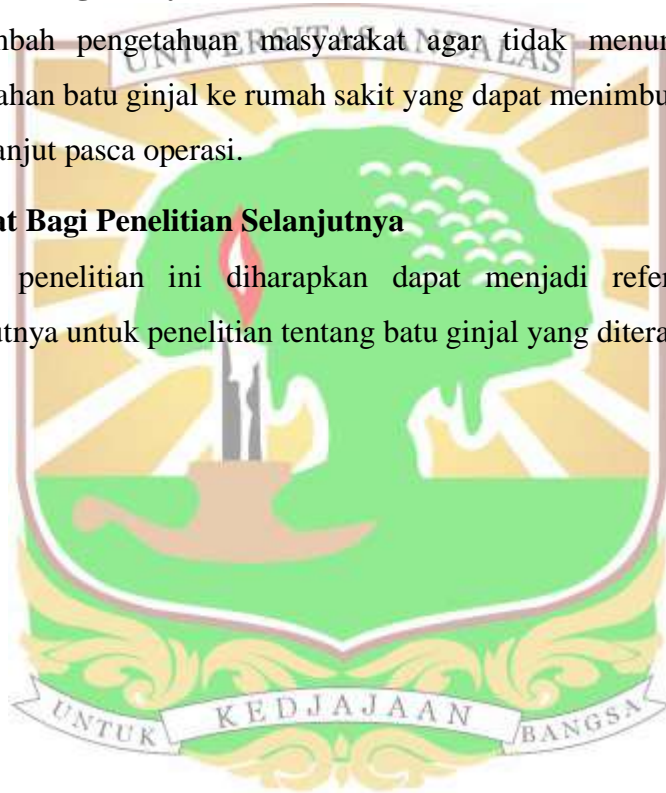 UNIVERSITAS ANDALAS
mbah pengetahuan masyarakat agar tidak menun
ahan batu ginjal ke rumah sakit yang dapat menimbu
anjut pasca operasi.
at Bagi Penelitian Selanjutnya
penelitian ini diharapkan dapat menjadi refer
utnya untuk penelitian tentang batu ginjal yang ditera
UNTUK KEDJAJAAN BANGSA